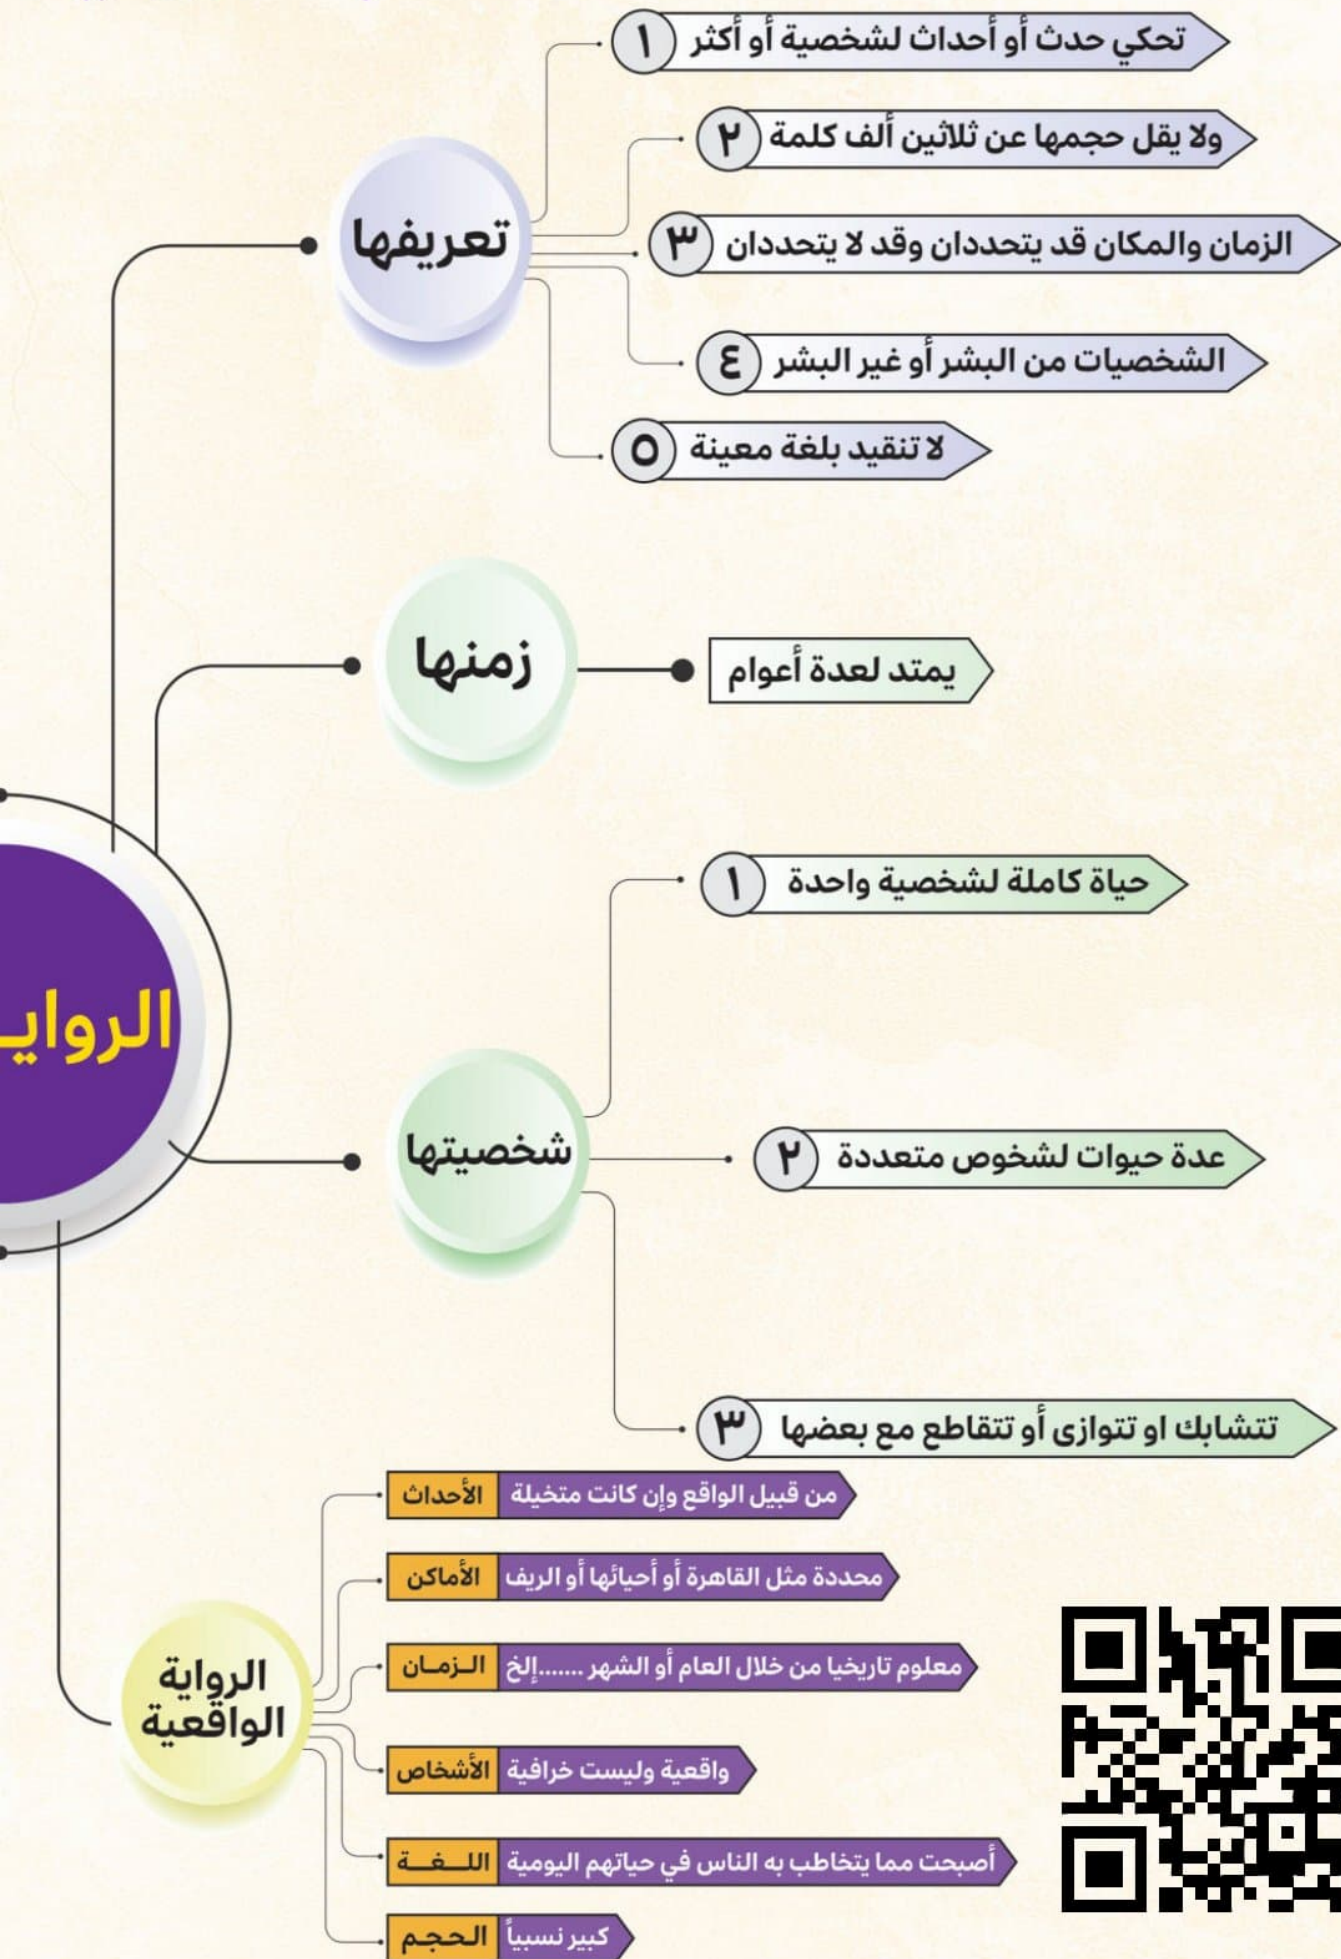 ١ تحكي حدث أو أحداث لشخصية أو أكثر
٢ ولا يقل حجمها عن ثلاثين ألف كلمة
تعريفها
٣ الزمان والمكان قد يتحددان وقد لا يتحددان
٤ الشخصيات من البشر أو غير البشر
٥ لا تنقيد بلغة معينة
زمنها
يمتد لعدة أعوام
١ حياة كاملة لشخصية واحدة
الروايـ
شخصيتها
٢ عدة حيوات لشخوص متعددة
٣ تتشابك او تتوازى أو تتقاطع مع بعضها
الرواية
الواقعية
الأحداث من قبيل الواقع وإن كانت متخيلة
الأماكن محددة مثل القاهرة أو أحيائها أو الريف
الـزمـان معلوم تاريخيا من خلال العام أو الشهر .......إلخ
الأشخاص واقعية وليست خرافية
اللــغــة أصبحت مما يتخاطب به الناس في حياتهم اليومية
الـحـجـم كبير نسبياً